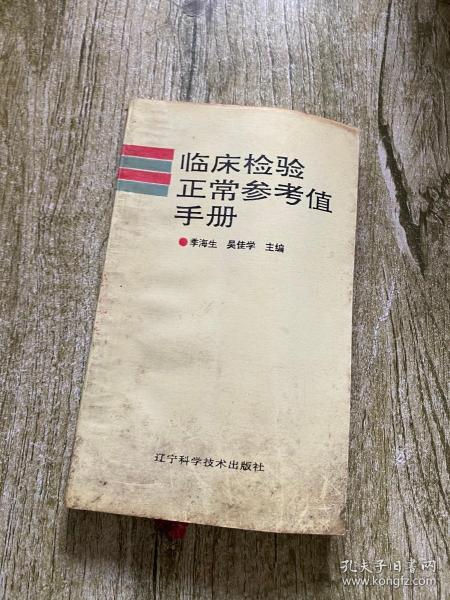 临床检验
正常参考值
手册
季海生 吴佳学 主编
辽宁科学技术出版社
孔夫子旧书网
www.kongfz.com